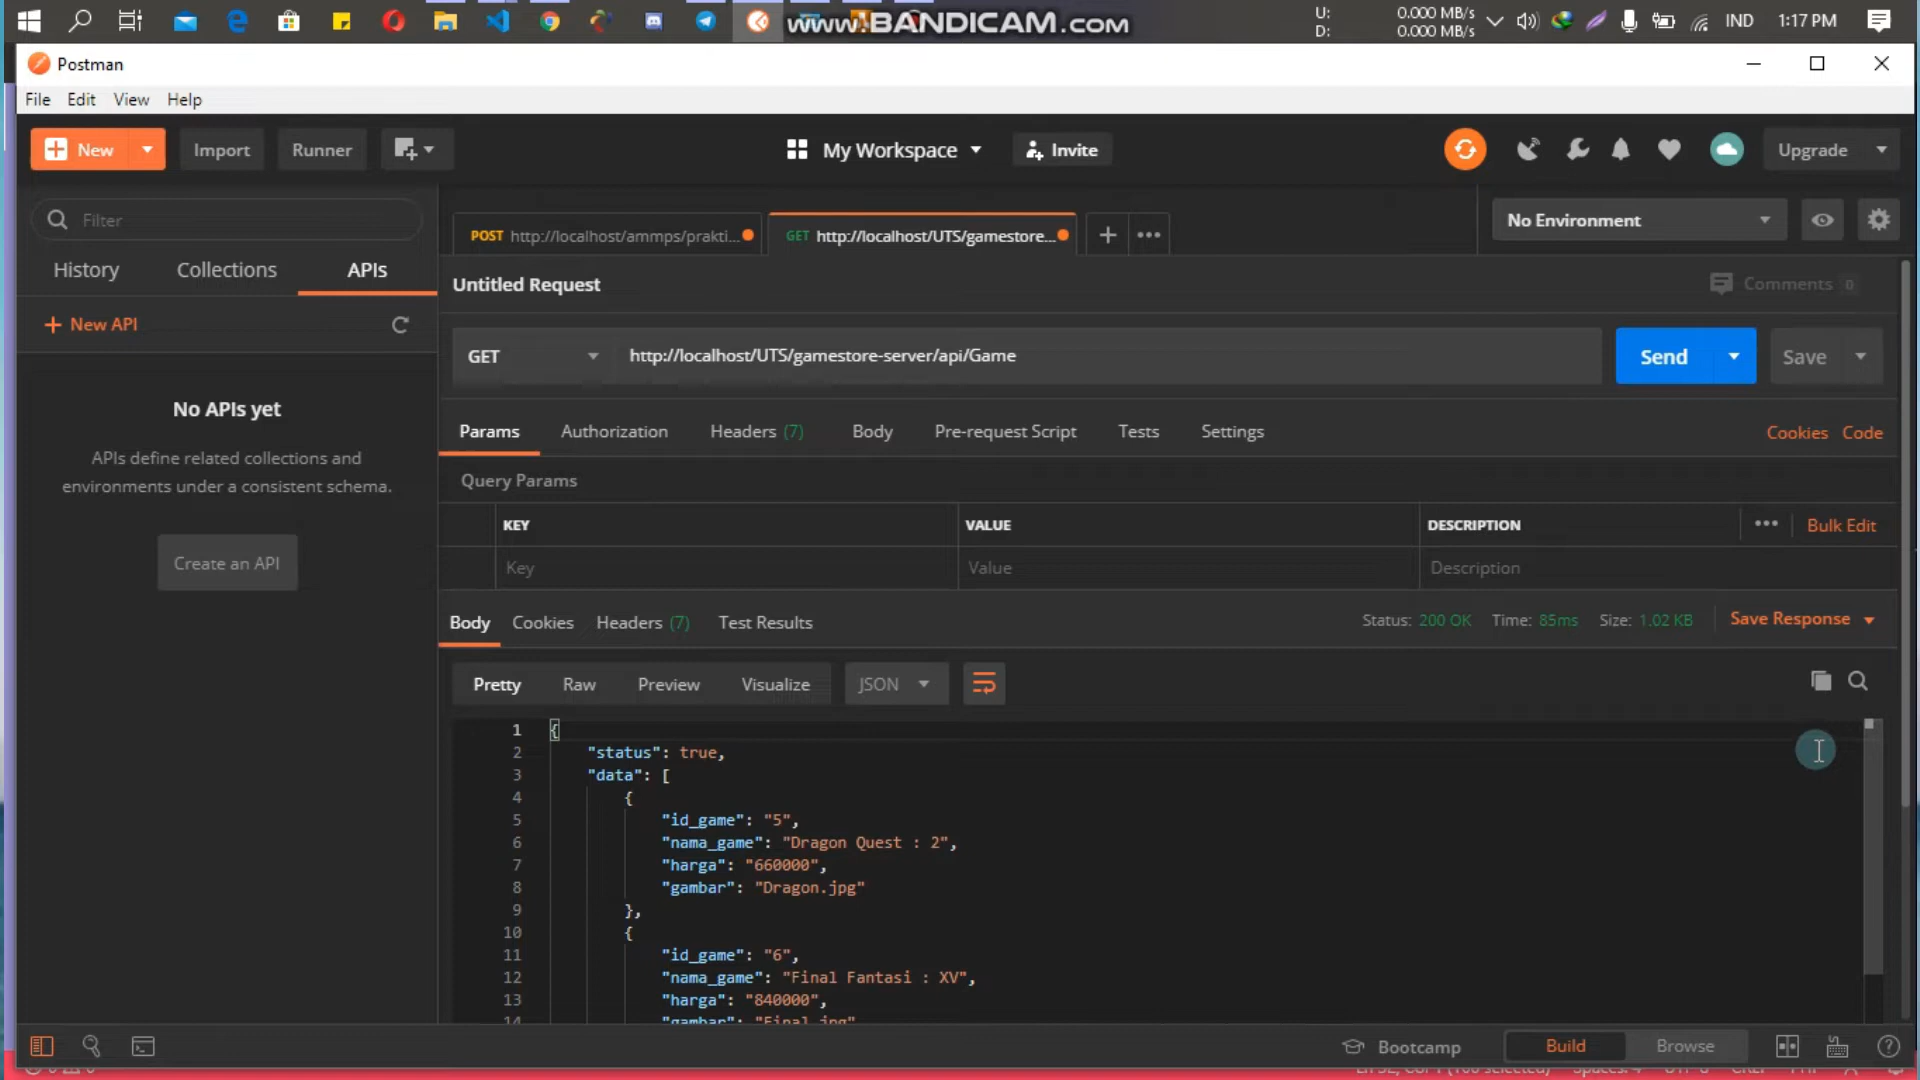 www.BANDICAM.com
U: 0.000 MB/s
D: 0.000 MB/s
IND
1:17 PM
Postman
File Edit View Help
New
Import
Runner
My Workspace
Invite
Upgrade
Filter
POST http://localhost/ammps/prakti...
GET http://localhost/UTS/gamestore...
No Environment
History Collections APIs
Untitled Request
Comments 0
New API
GET
http://localhost/UTS/gamestore-server/api/Game
Send
Save
No APIs yet
APIs define related collections and
environments under a consistent schema.
Create an API
Params Authorization Headers (7) Body Pre-request Script Tests Settings
Cookies Code
Query Params
KEY VALUE DESCRIPTION
Bulk Edit
Key Value Description
Body Cookies Headers (7) Test Results
Status: 200 OK Time: 85ms Size: 1.02 KB
Save Response
Pretty Raw Preview Visualize
JSON
1 {
2 "status": true,
3 "data": [
4 {
5 "id_game": "5",
6 "nama_game": "Dragon Quest : 2",
7 "harga": "660000",
8 "gambar": "Dragon.jpg"
9 },
10 {
11 "id_game": "6",
12 "nama_game": "Final Fantasi : XV",
13 "harga": "840000",
14 "gambar": "Final.jpg"
Bootcamp
Build
Browse